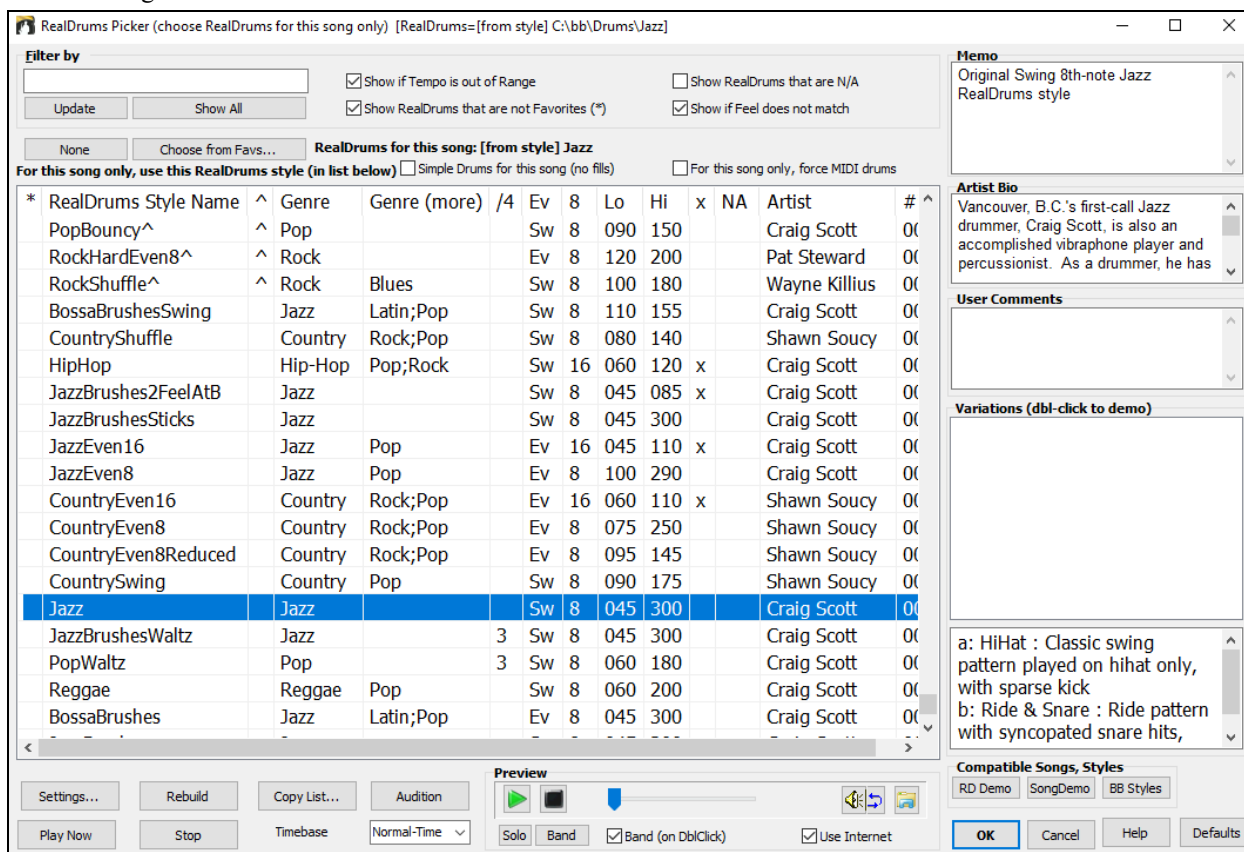 RealDrums Picker (choose RealDrums for this song only) [RealDrums=[from style] C:\bb\Drums\Jazz]
Filter by
Show if Tempo is out of Range
Show RealDrums that are N/A
Update
Show All
Show RealDrums that are not Favorites (*)
Show if Feel does not match
None
Choose from Favs...
RealDrums for this song: [from style] Jazz
For this song only, use this RealDrums style (in list below)
Simple Drums for this song (no fills)
For this song only, force MIDI drums
* RealDrums Style Name ^ Genre Genre (more) /4 Ev 8 Lo Hi x NA Artist #
PopBouncy^ ^ Pop Sw 8 090 150 Craig Scott
RockHardEven8^ ^ Rock Ev 8 120 200 Pat Steward
RockShuffle^ ^ Rock Blues Sw 8 100 180 Wayne Killius
BossaBrushesSwing Jazz Latin;Pop Sw 8 110 155 Craig Scott
CountryShuffle Country Rock;Pop Sw 8 080 140 Shawn Soucy
HipHop Hip-Hop Pop;Rock Sw 16 060 120 x Craig Scott
JazzBrushes2FeelAtB Jazz Sw 8 045 085 x Craig Scott
JazzBrushesSticks Jazz Sw 8 045 300 Craig Scott
JazzEven16 Jazz Pop Ev 16 045 110 x Craig Scott
JazzEven8 Jazz Pop Ev 8 100 290 Craig Scott
CountryEven16 Country Rock;Pop Ev 16 060 110 x Shawn Soucy
CountryEven8 Country Rock;Pop Ev 8 075 250 Shawn Soucy
CountryEven8Reduced Country Rock;Pop Ev 8 095 145 Shawn Soucy
CountrySwing Country Pop Sw 8 090 175 Shawn Soucy
Jazz Jazz Sw 8 045 300 Craig Scott
JazzBrushesWaltz Jazz 3 Sw 8 045 300 Craig Scott
PopWaltz Pop 3 Sw 8 060 180 Craig Scott
Reggae Reggae Pop Sw 8 060 200 Craig Scott
BossaBrushes Jazz Latin;Pop Ev 8 045 300 Craig Scott
Memo
Original Swing 8th-note Jazz
RealDrums style
Artist Bio
Vancouver, B.C.'s first-call Jazz
drummer, Craig Scott, is also an
accomplished vibraphone player and
percussionist. As a drummer, he has
User Comments
Variations (dbl-click to demo)
a: HiHat : Classic swing
pattern played on hihat only,
with sparse kick
b: Ride & Snare : Ride pattern
with syncopated snare hits,
Settings...
Rebuild
Copy List...
Audition
Play Now
Stop
Timebase
Normal-Time
Preview
Solo
Band
Band (on DblClick)
Use Internet
Compatible Songs, Styles
RD Demo
SongDemo
BB Styles
OK
Cancel
Help
Defaults